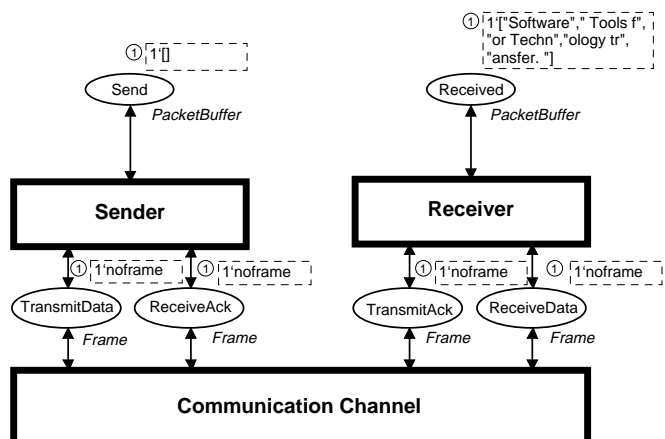 ① 1‘["Software"," Tools f",
"or Techn","ology tr",
"ansfer. "]
① 1‘[]
Send
Received
PacketBuffer
PacketBuffer
Sender
Receiver
① 1‘noframe
① 1‘noframe
① 1‘noframe
① 1‘noframe
TransmitData
ReceiveAck
TransmitAck
ReceiveData
Frame
Frame
Frame
Frame
Communication Channel